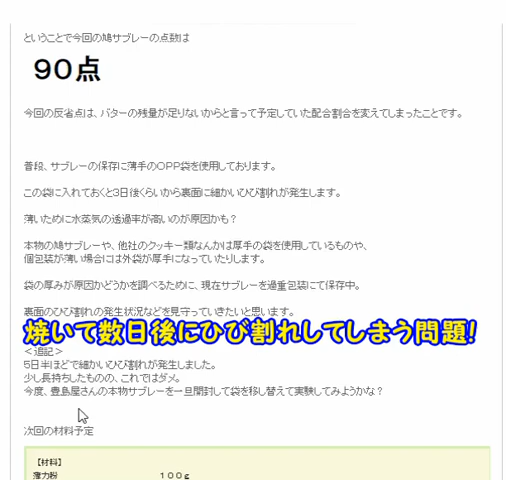 ということで今回の鳩サブレーの点数は
90点
今回の反省点は、バターの残量が足りないからと言って予定していた配合割合を変えてしまったことです。
普段、サブレーの保存に薄手のOPP袋を使用しております。
この袋に入れておくと3日後くらいから裏面に細かいひび割れが発生します。
薄いために水蒸気の透過率が高いのが原因かも？
本物の鳩サブレーや、他社のクッキー類なんかは厚手の袋を使用しているものや、
個包装が薄い場合には外袋が厚手になっていたりします。
袋の厚みが原因かどうかを調べるために、現在サブレーを過重包装にて保存中。
裏面のひび割れの発生状況などを見守っていきたいと思います。
焼いて数日後にひび割れしてしまう問題!
＜追記＞
5日半ほどで細かいひび割れが発生しました。
少し長持ちしたものの、これではダメ。
今度、豊島屋さんの本物サブレーを一旦開封して袋を移し替えて実験してみようかな？
次回の材料予定
【材料】
薄力粉 100g